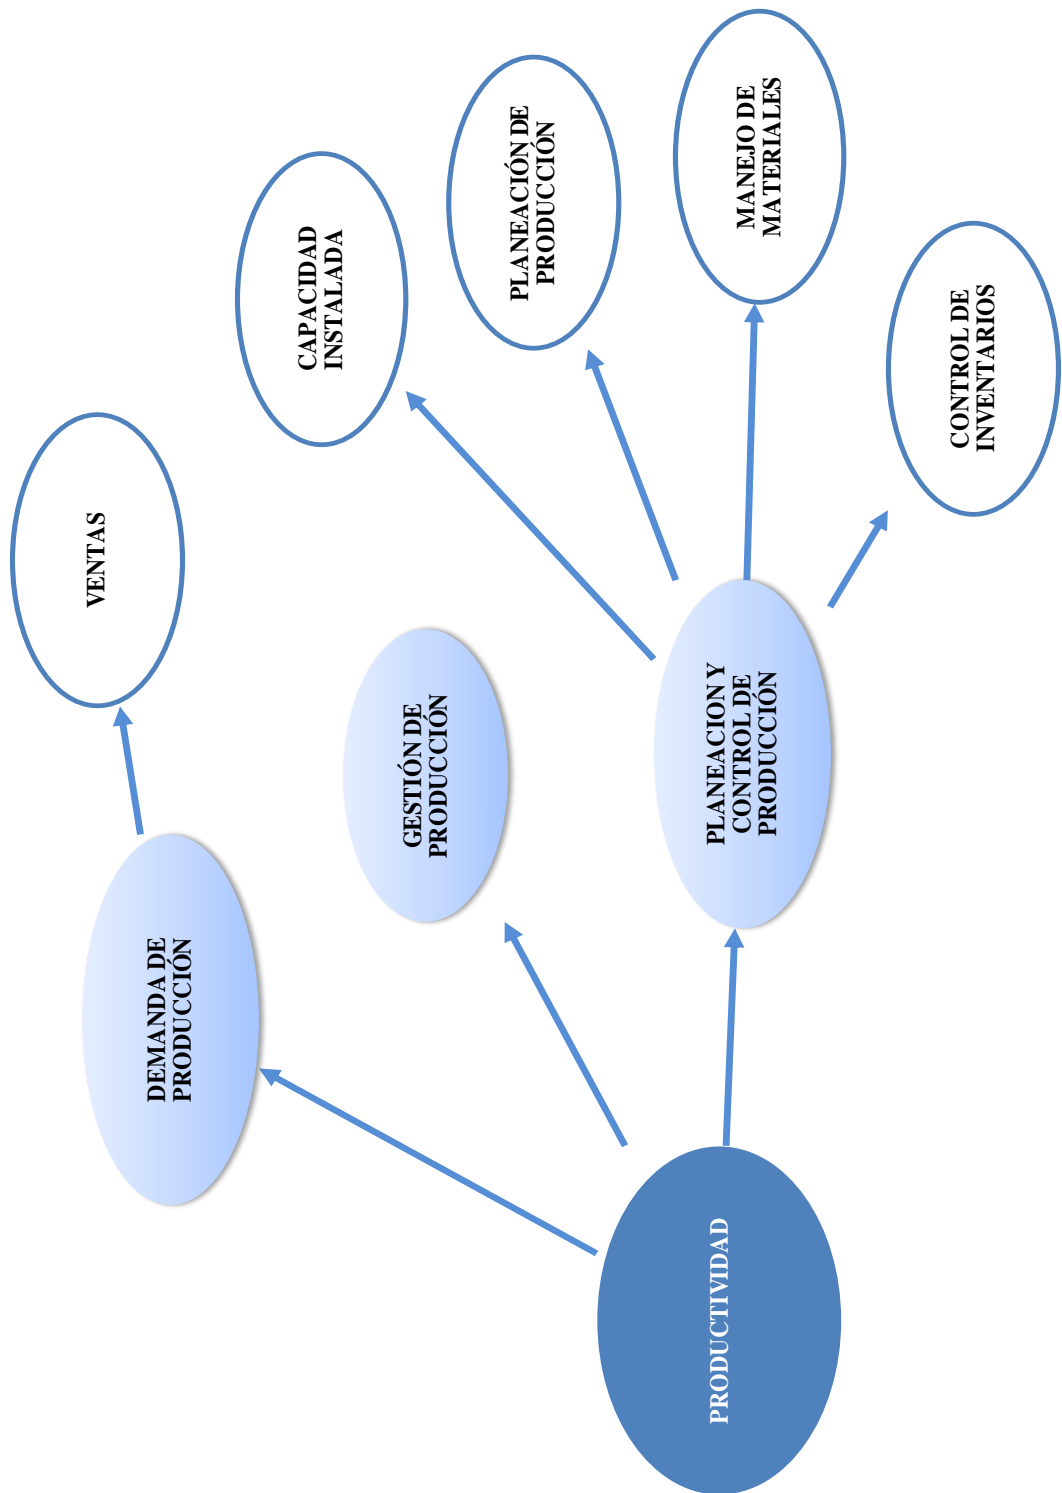 VENTAS
DEMANDA DE
PRODUCCIÓN
CAPACIDAD
INSTALADA
GESTIÓN DE
PRODUCCIÓN
PLANEACIÓN DE
PRODUCCIÓN
PRODUCTIVIDAD
PLANEACION Y
CONTROL DE
PRODUCCIÓN
MANEJO DE
MATERIALES
CONTROL DE
INVENTARIOS